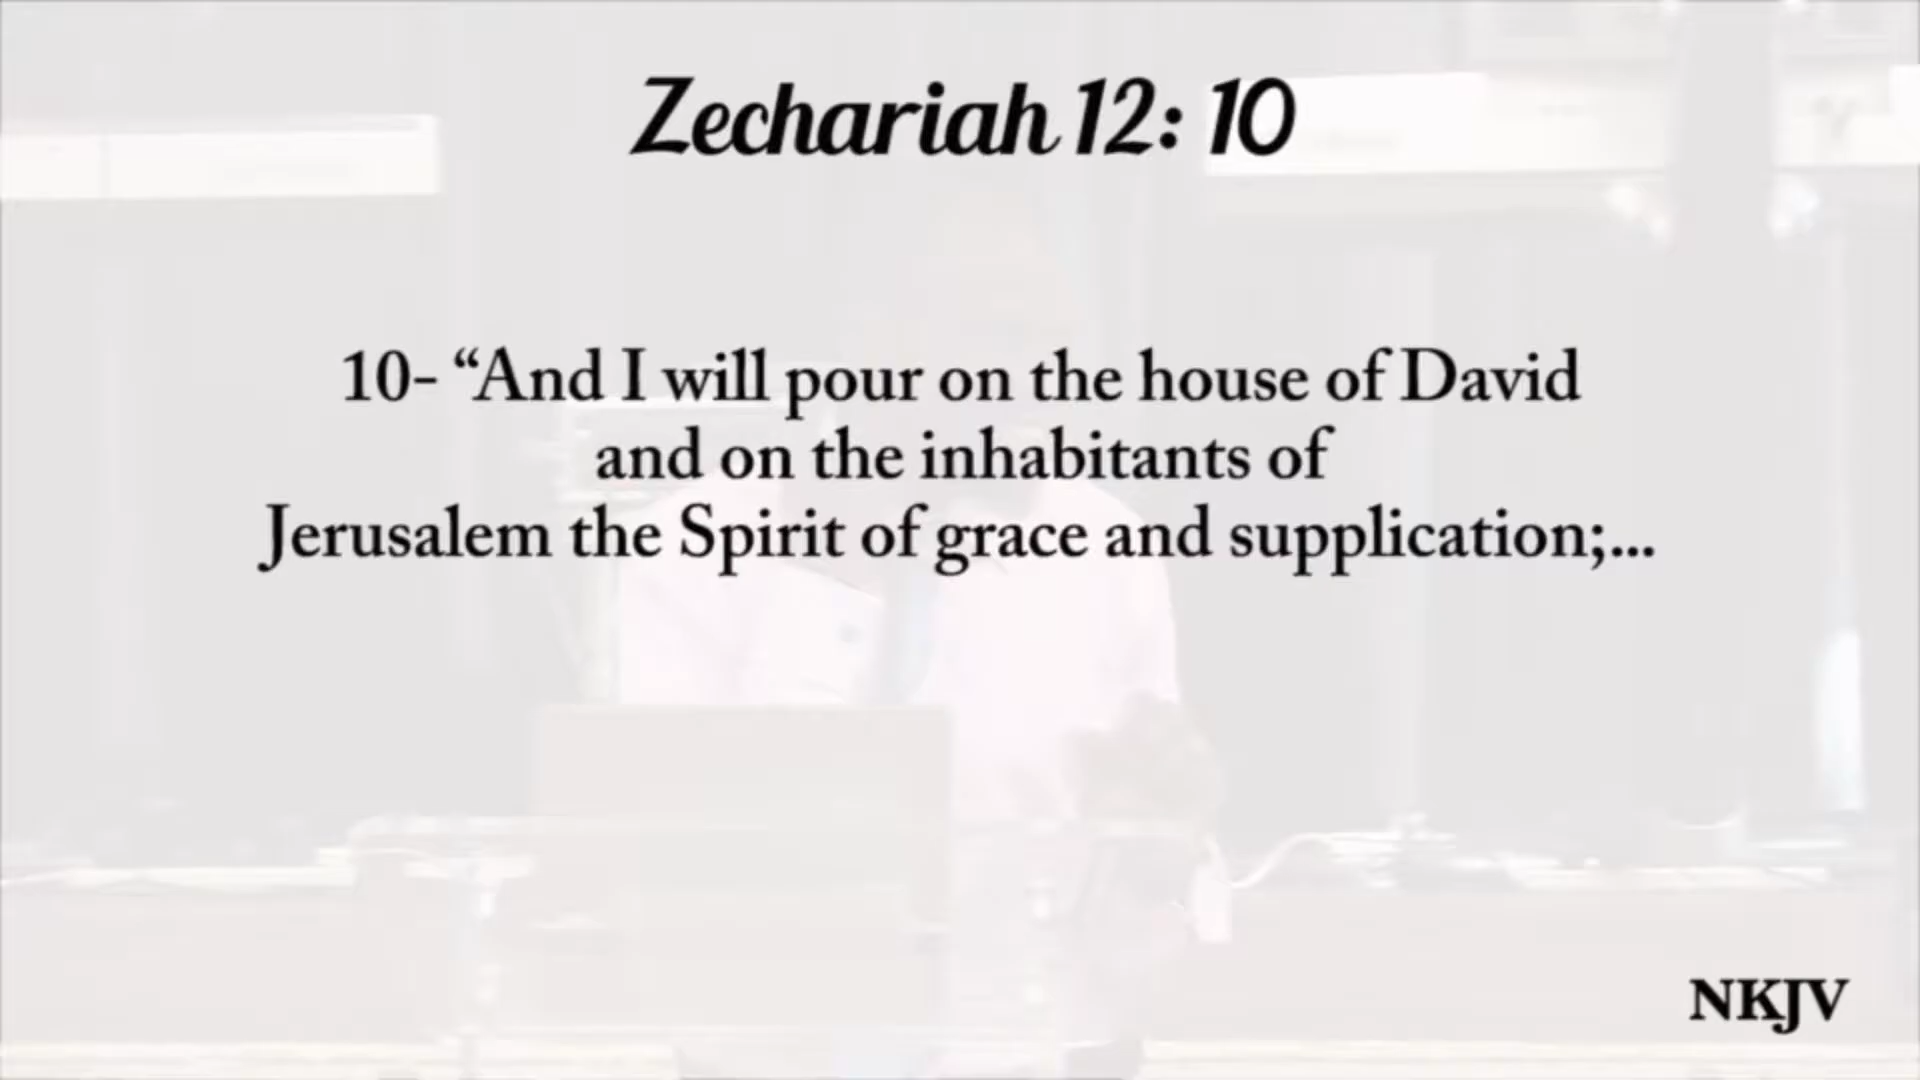 Zechariah 12: 10
10- “And I will pour on the house of David
and on the inhabitants of
Jerusalem the Spirit of grace and supplication;...
NKJV